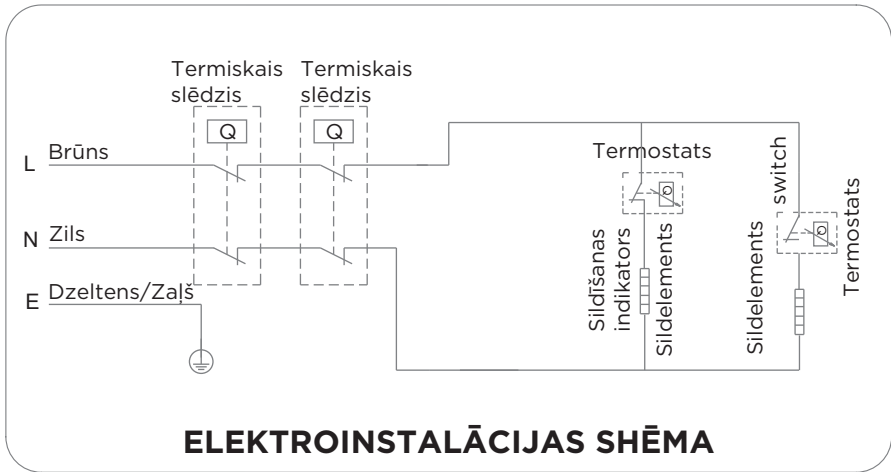 Termiskais
slēdzis
Termiskais
slēdzis
Q
Q
L Brūns
N Zils
E Dzeltens/Zaļš
Termostats
Q
Sildīšanas
indikators
Sildelements
switch
Q
Termostats
Sildelements
ELEKTROINSTALĀCIJAS SHĒMA